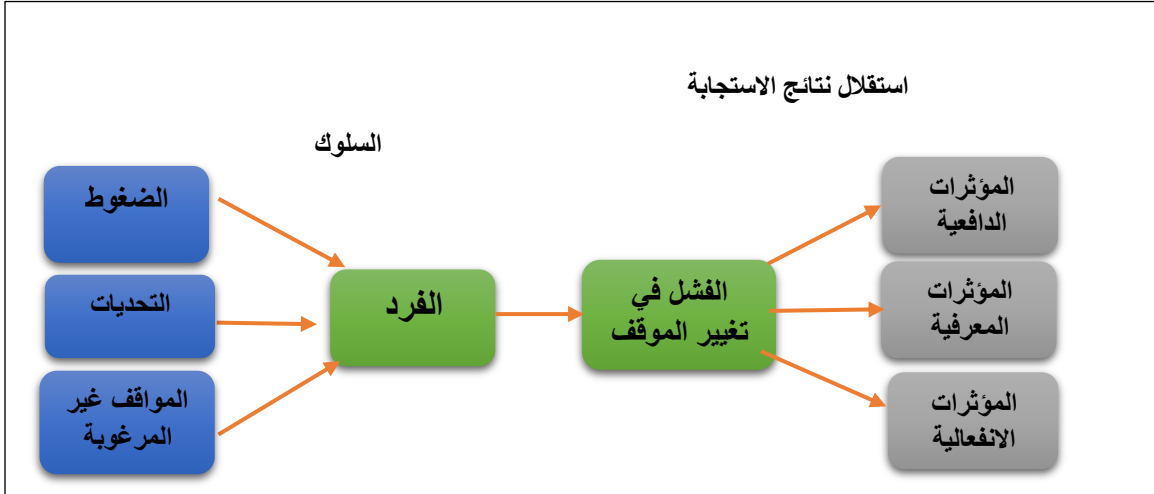 استقلال نتائج الاستجابة
السلوك
الضغوط
التحديات
المواقف غير
المرغوبة
الفرد
الفشل في
تغيير الموقف
المؤثرات
الدافعية
المؤثرات
المعرفية
المؤثرات
الانفعالية